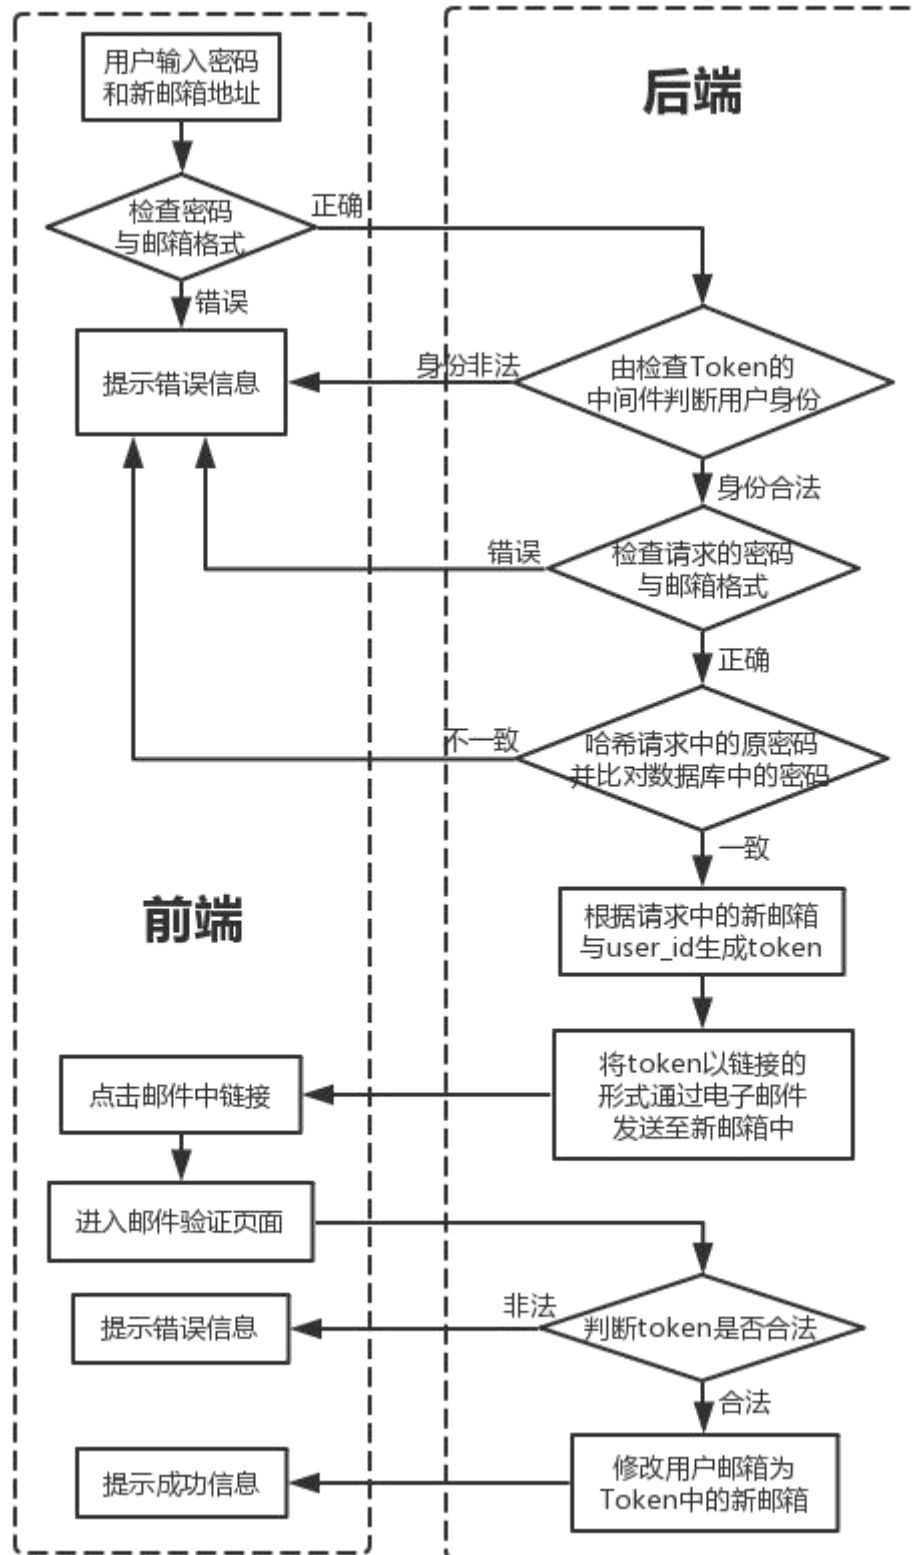 用户输入密码
和新邮箱地址
后端
检查密码
与邮箱格式
正确
错误
提示错误信息
身份非法
由检查Token的
中间件判断用户身份
身份合法
错误
检查请求的密码
与邮箱格式
正确
不一致
哈希请求中的原密码
并比对数据库中的密码
一致
前端
根据请求中的新邮箱
与user_id生成token
将token以链接的
形式通过电子邮件
发送至新邮箱中
点击邮件中链接
进入邮件验证页面
非法
判断token是否合法
提示错误信息
合法
修改用户邮箱为
Token中的新邮箱
提示成功信息